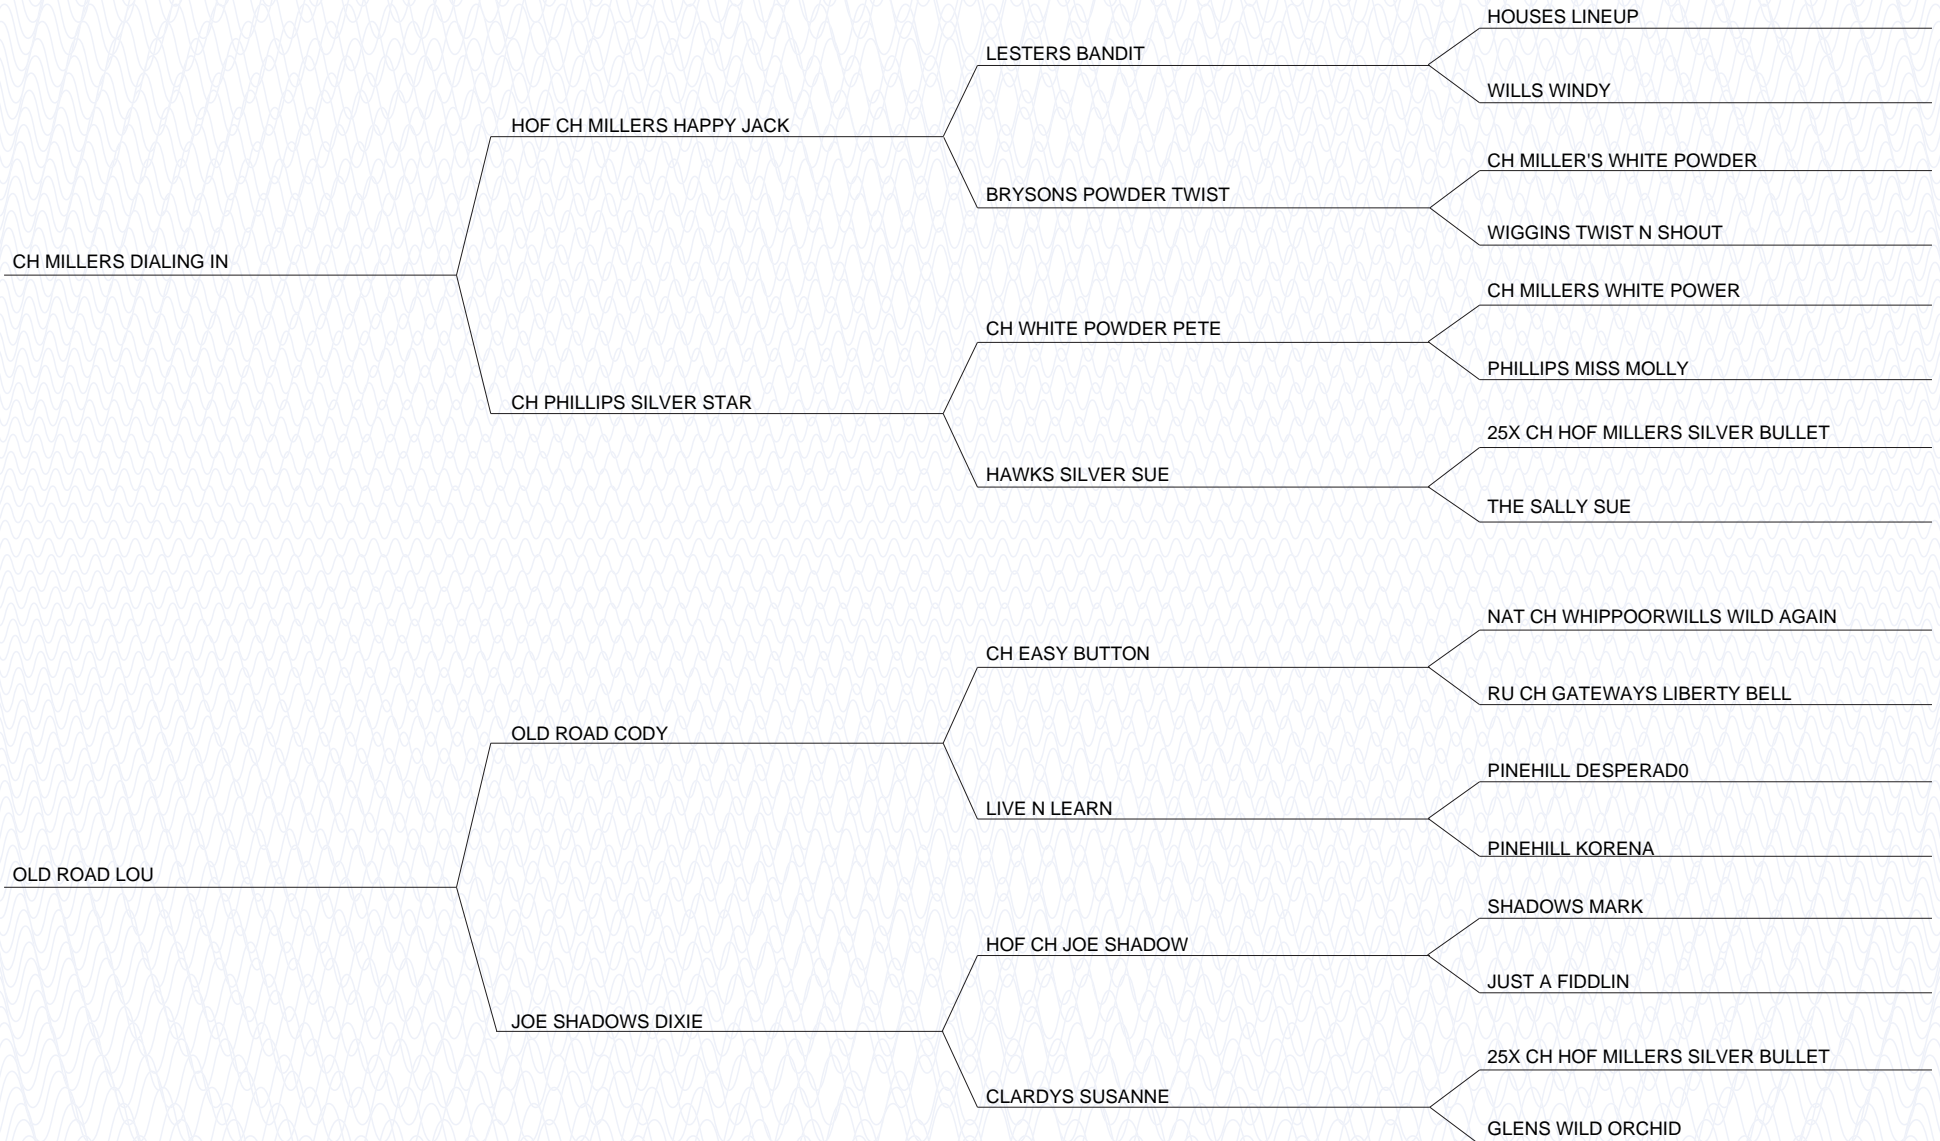 HOUSES LINEUP
LESTERS BANDIT
WILLS WINDY
HOF CH MILLERS HAPPY JACK
CH MILLER'S WHITE POWDER
BRYSONS POWDER TWIST
WIGGINS TWIST N SHOUT
CH MILLERS DIALING IN
CH MILLERS WHITE POWER
CH WHITE POWDER PETE
PHILLIPS MISS MOLLY
CH PHILLIPS SILVER STAR
25X CH HOF MILLERS SILVER BULLET
HAWKS SILVER SUE
THE SALLY SUE
NAT CH WHIPPOORWILLS WILD AGAIN
CH EASY BUTTON
RU CH GATEWAYS LIBERTY BELL
OLD ROAD CODY
PINEHILL DESPERAD0
LIVE N LEARN
PINEHILL KORENA
OLD ROAD LOU
SHADOWS MARK
HOF CH JOE SHADOW
JUST A FIDDLIN
JOE SHADOWS DIXIE
25X CH HOF MILLERS SILVER BULLET
CLARDYS SUSANNE
GLENS WILD ORCHID